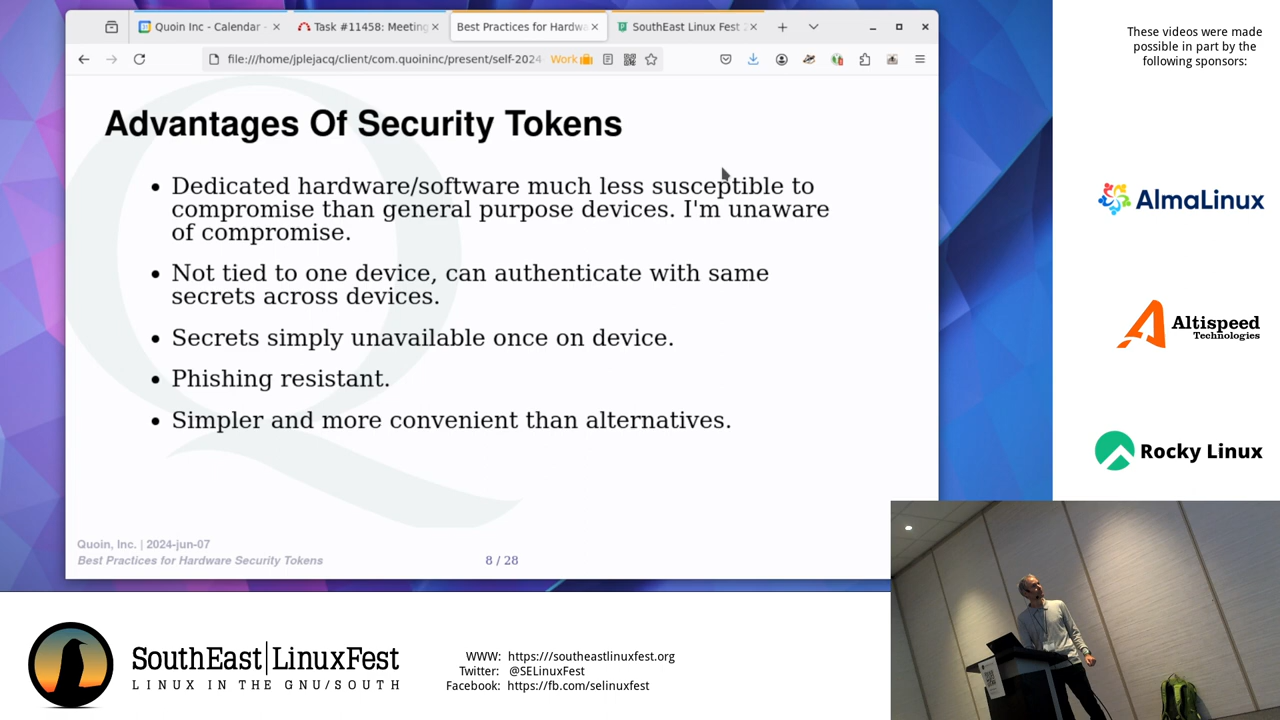 Quoin Inc - Calendar -
Task #11458: Meeting
Best Practices for Hardwa
SouthEast Linux Fest 2
file:///home/jplejacq/client/com.quoininc/present/self-2024
Work
Advantages Of Security Tokens
Dedicated hardware/software much less susceptible to
compromise than general purpose devices. I'm unaware
of compromise.
Not tied to one device, can authenticate with same
secrets across devices.
Secrets simply unavailable once on device.
Phishing resistant.
Simpler and more convenient than alternatives.
Quoin, Inc. | 2024-jun-07
Best Practices for Hardware Security Tokens
8 / 28
These videos were made
possible in part by the
following sponsors:
AlmaLinux
Altispeed
Technologies
Rocky Linux
SouthEast LinuxFest
LINUX IN THE GNU/SOUTH
WWW: https://southeastlinuxfest.org
Twitter: @SELinuxFest
Facebook: https://fb.com/selinuxfest